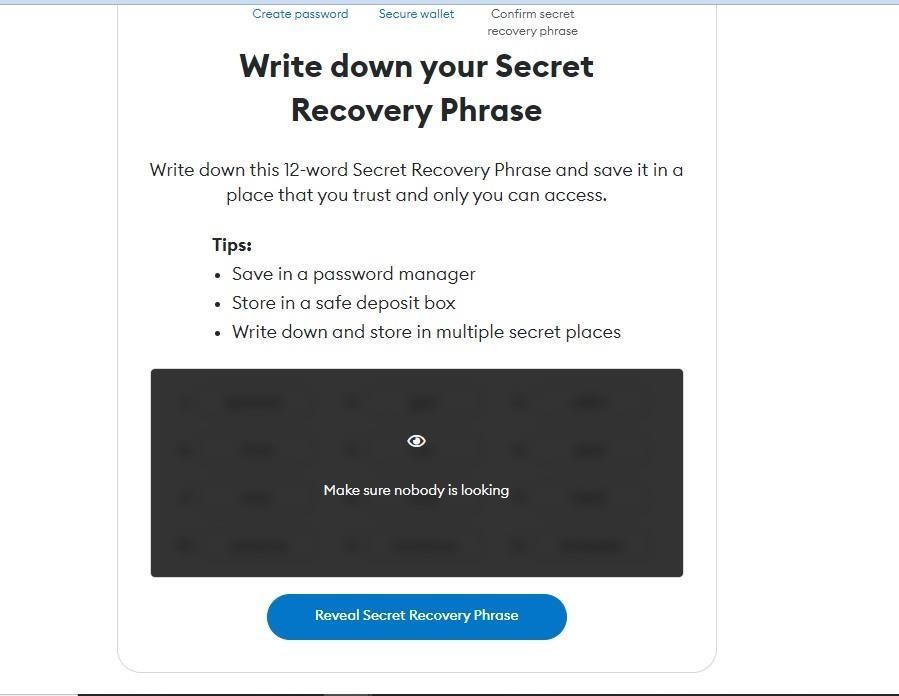 Create password
Secure wallet
Confirm secret
recovery phrase
Write down your Secret
Recovery Phrase
Write down this 12-word Secret Recovery Phrase and save it in a
place that you trust and only you can access.
Tips:
• Save in a password manager
• Store in a safe deposit box
• Write down and store in multiple secret places
Make sure nobody is looking
Reveal Secret Recovery Phrase